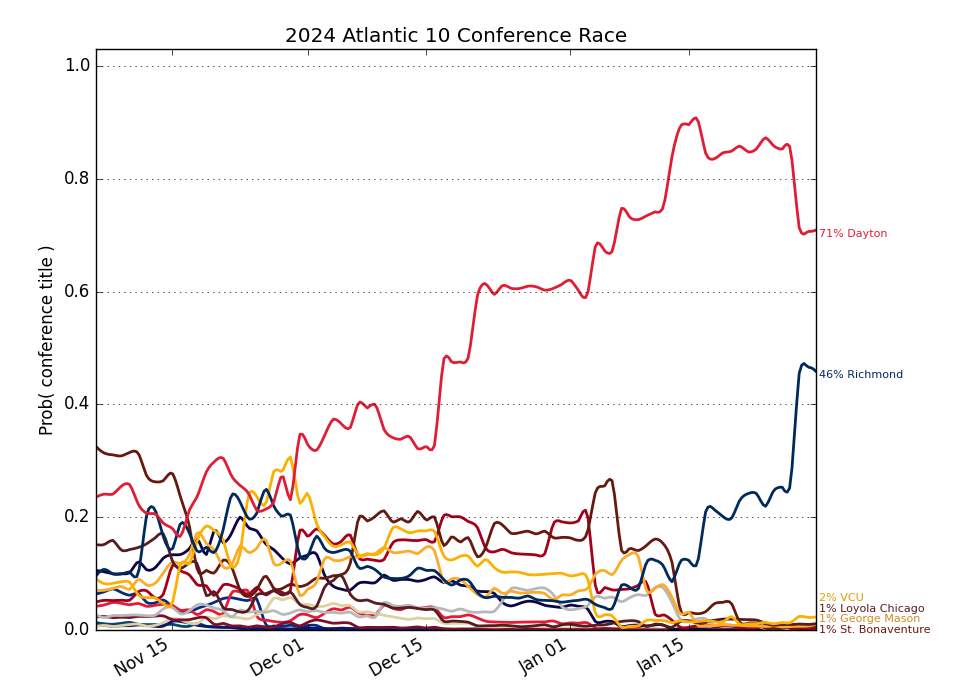 2024 Atlantic 10 Conference Race
Prob( conference title )
1.0
0.8
0.6
0.4
0.2
0.0
71% Dayton
46% Richmond
2% VCU
1% Loyola Chicago
1% George Mason
1% St. Bonaventure
Nov 15
Dec 01
Dec 15
Jan 01
Jan 15